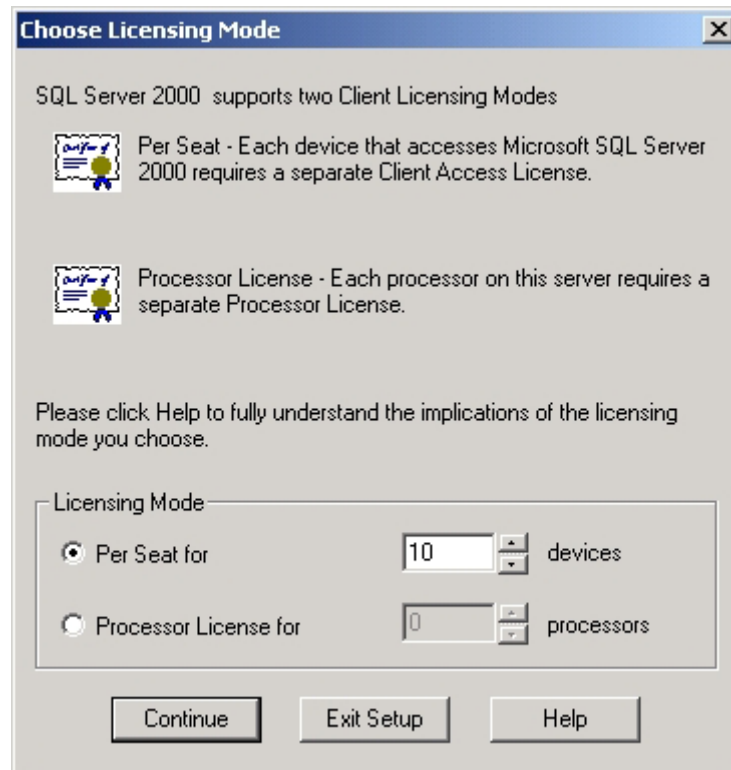 Choose Licensing Mode
SQL Server 2000 supports two Client Licensing Modes
Per Seat - Each device that accesses Microsoft SQL Server
2000 requires a separate Client Access License.
Processor License - Each processor on this server requires a
separate Processor License.
Please click Help to fully understand the implications of the licensing
mode you choose.
Licensing Mode
Per Seat for 10 devices
Processor License for 0 processors
Continue Exit Setup Help